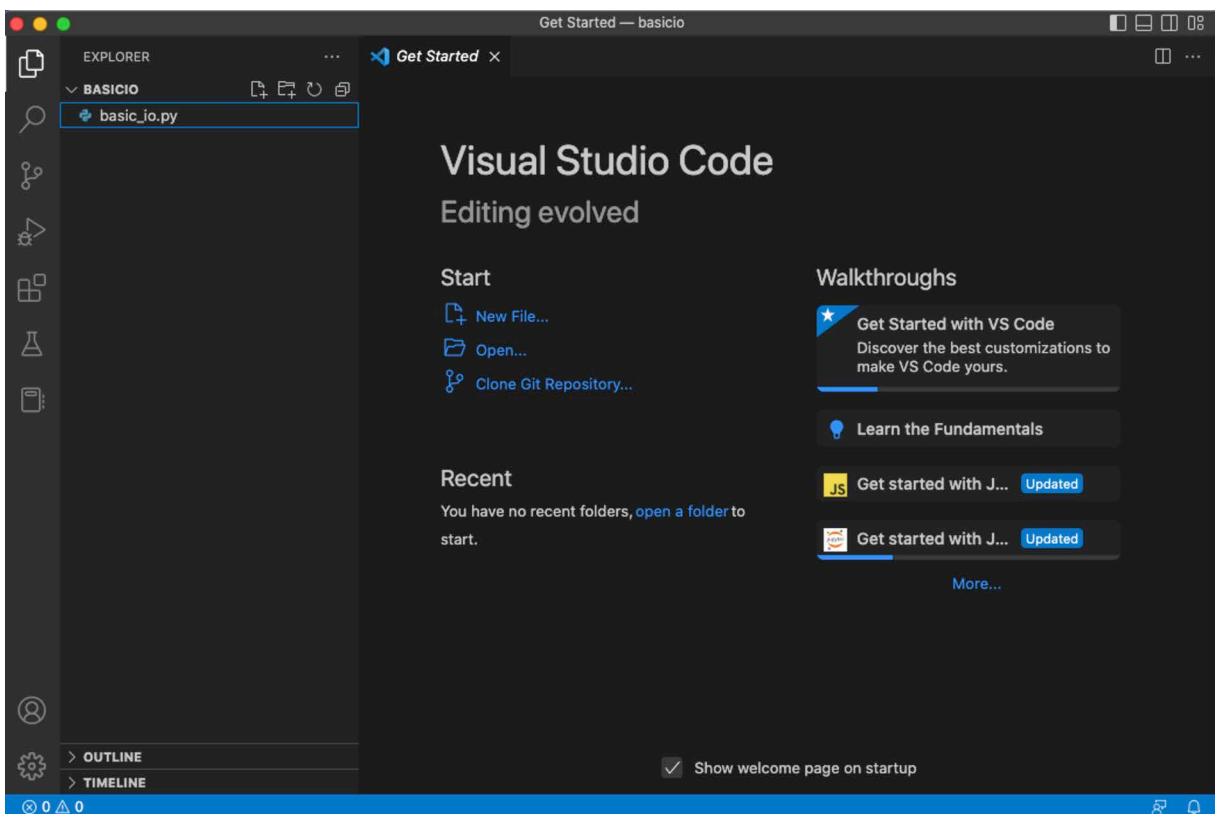 Get Started — basicio
EXPLORER
Get Started
BASICIO
basic_io.py
Visual Studio Code
Editing evolved
Start
New File...
Open...
Clone Git Repository...
Recent
You have no recent folders, open a folder to
start.
Walkthroughs
Get Started with VS Code
Discover the best customizations to
make VS Code yours.
Learn the Fundamentals
JS Get started with J... Updated
Get started with J... Updated
More...
OUTLINE
TIMELINE
Show welcome page on startup
0 0